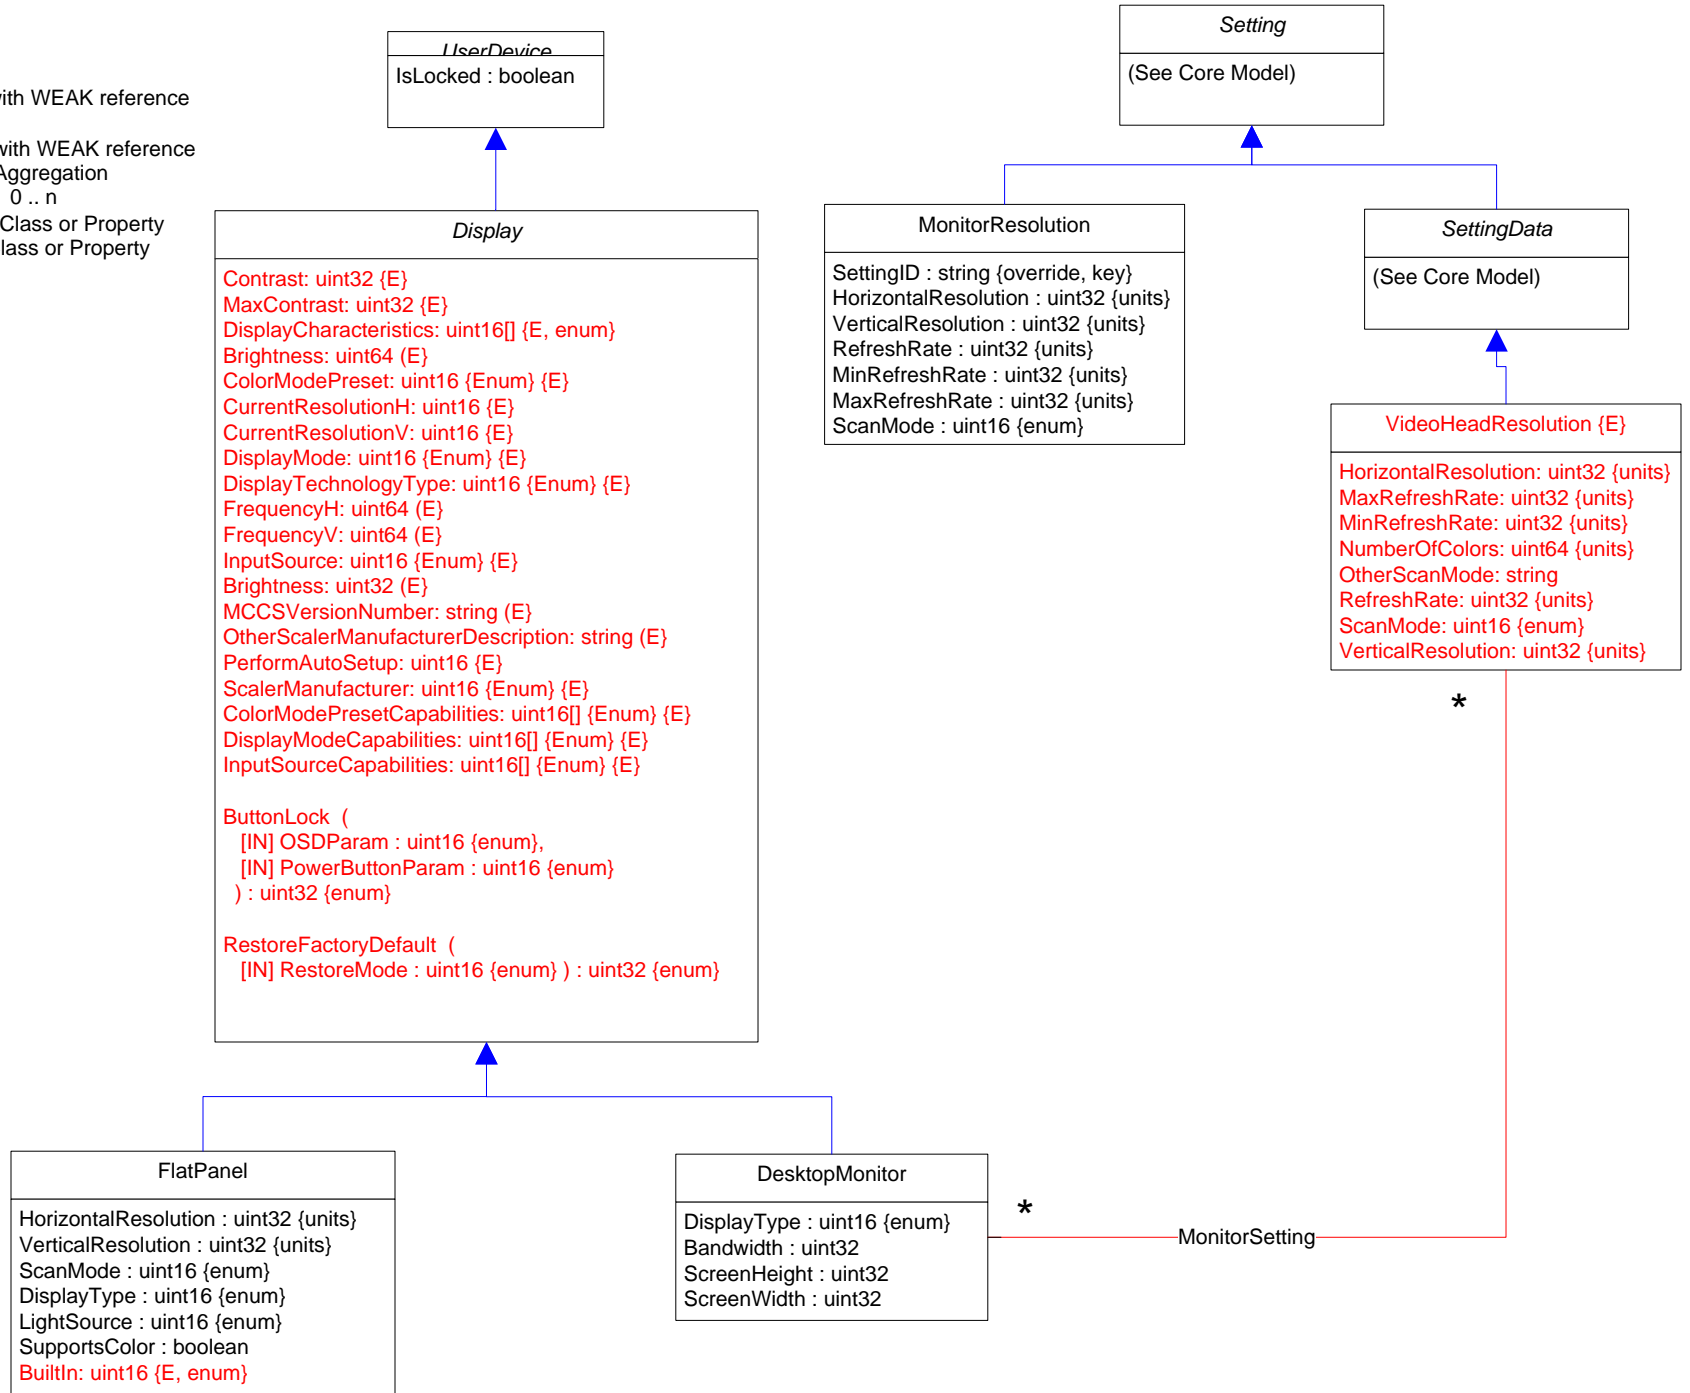 with WEAK reference
with WEAK reference
Aggregation
0 .. n
Class or Property
lass or Property
UserDevice
IsLocked : boolean
Setting
(See Core Model)
Display
Contrast: uint32 {E}
MaxContrast: uint32 {E}
DisplayCharacteristics: uint16[] {E, enum}
Brightness: uint64 (E}
ColorModePreset: uint16 {Enum} {E}
CurrentResolutionH: uint16 {E}
CurrentResolutionV: uint16 {E}
DisplayMode: uint16 {Enum} {E}
DisplayTechnologyType: uint16 {Enum} {E}
FrequencyH: uint64 (E}
FrequencyV: uint64 (E}
InputSource: uint16 {Enum} {E}
Brightness: uint32 (E}
MCCSVersionNumber: string (E}
OtherScalerManufacturerDescription: string (E}
PerformAutoSetup: uint16 {E}
ScalerManufacturer: uint16 {Enum} {E}
ColorModePresetCapabilities: uint16[] {Enum} {E}
DisplayModeCapabilities: uint16[] {Enum} {E}
InputSourceCapabilities: uint16[] {Enum} {E}
ButtonLock (
[IN] OSDParam : uint16 {enum},
[IN] PowerButtonParam : uint16 {enum}
) : uint32 {enum}
RestoreFactoryDefault (
[IN] RestoreMode : uint16 {enum} ) : uint32 {enum}
MonitorResolution
SettingID : string {override, key}
HorizontalResolution : uint32 {units}
VerticalResolution : uint32 {units}
RefreshRate : uint32 {units}
MinRefreshRate : uint32 {units}
MaxRefreshRate : uint32 {units}
ScanMode : uint16 {enum}
SettingData
(See Core Model)
VideoHeadResolution {E}
HorizontalResolution: uint32 {units}
MaxRefreshRate: uint32 {units}
MinRefreshRate: uint32 {units}
NumberOfColors: uint64 {units}
OtherScanMode: string
RefreshRate: uint32 {units}
ScanMode: uint16 {enum}
VerticalResolution: uint32 {units}
*
FlatPanel
HorizontalResolution : uint32 {units}
VerticalResolution : uint32 {units}
ScanMode : uint16 {enum}
DisplayType : uint16 {enum}
LightSource : uint16 {enum}
SupportsColor : boolean
BuiltIn: uint16 {E, enum}
DesktopMonitor
DisplayType : uint16 {enum}
Bandwidth : uint32
ScreenHeight : uint32
ScreenWidth : uint32
*
MonitorSetting